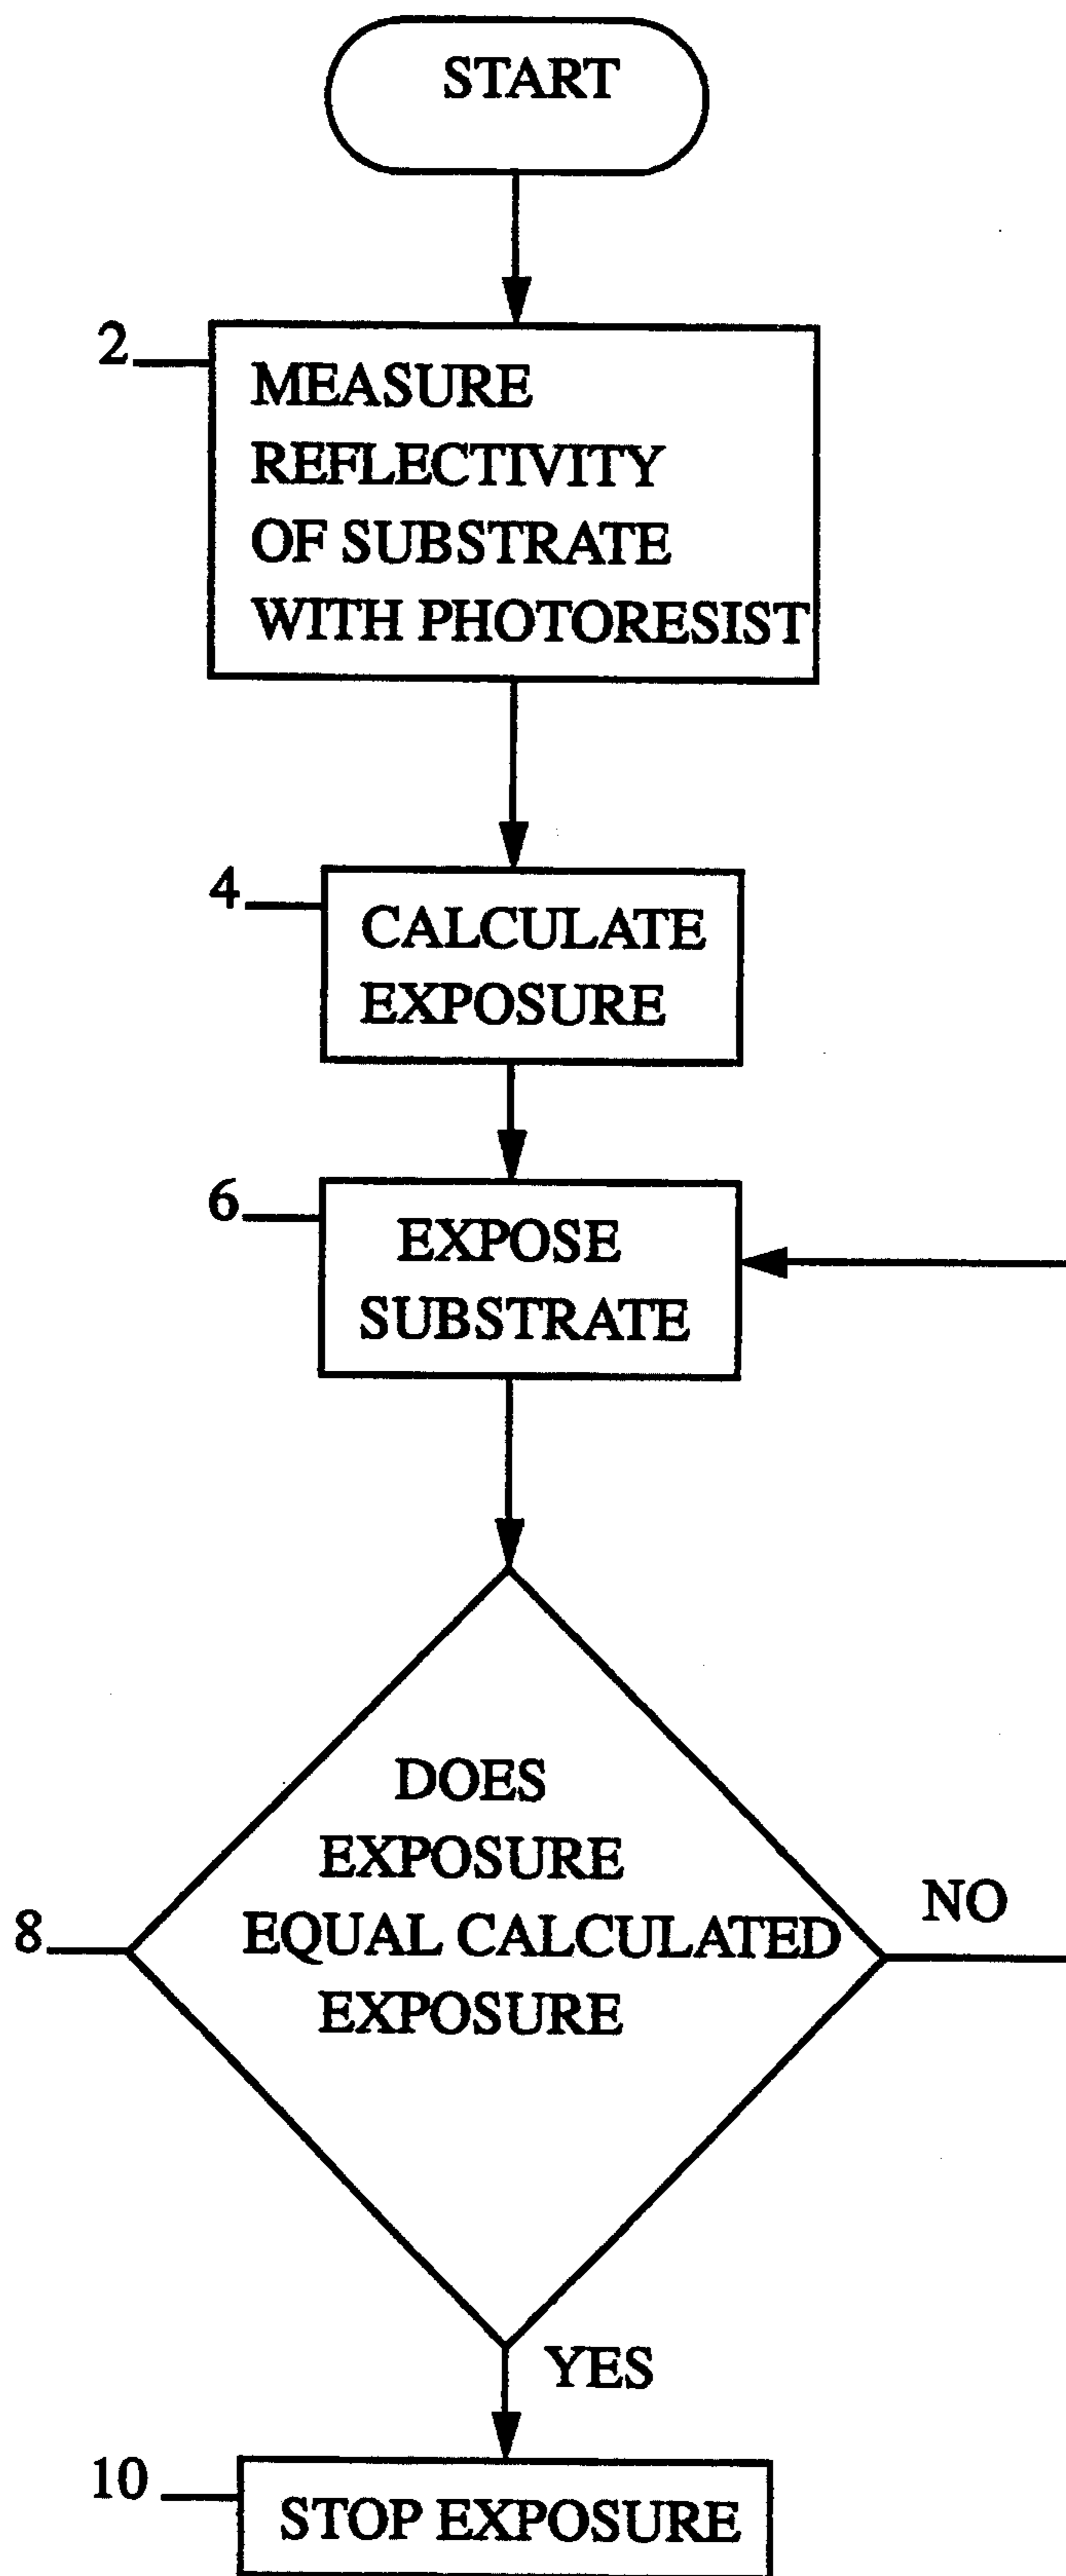 START
2
MEASURE
REFLECTIVITY
OF SUBSTRATE
WITH PHOTORESIST
4
CALCULATE
EXPOSURE
6
EXPOSE
SUBSTRATE
8
DOES
EXPOSURE
EQUAL CALCULATED
EXPOSURE
NO
YES
10
STOP EXPOSURE